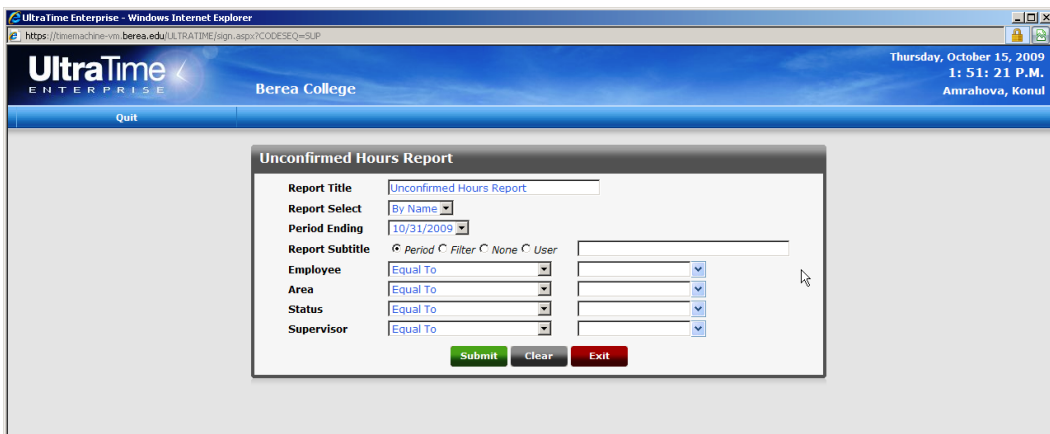 UltraTime Enterprise - Windows Internet Explorer
https://timemachine-vm.berea.edu/ULTRATIME/sign.aspx?CODESEQ=SUP
UltraTime
ENTERPRISE
Berea College
Thursday, October 15, 2009
1: 51: 21 P.M.
Amrahova, Konul
Quit
Unconfirmed Hours Report
Report Title Unconfirmed Hours Report
Report Select By Name
Period Ending 10/31/2009
Report Subtitle Period Filter None User
Employee Equal To
Area Equal To
Status Equal To
Supervisor Equal To
Submit Clear Exit